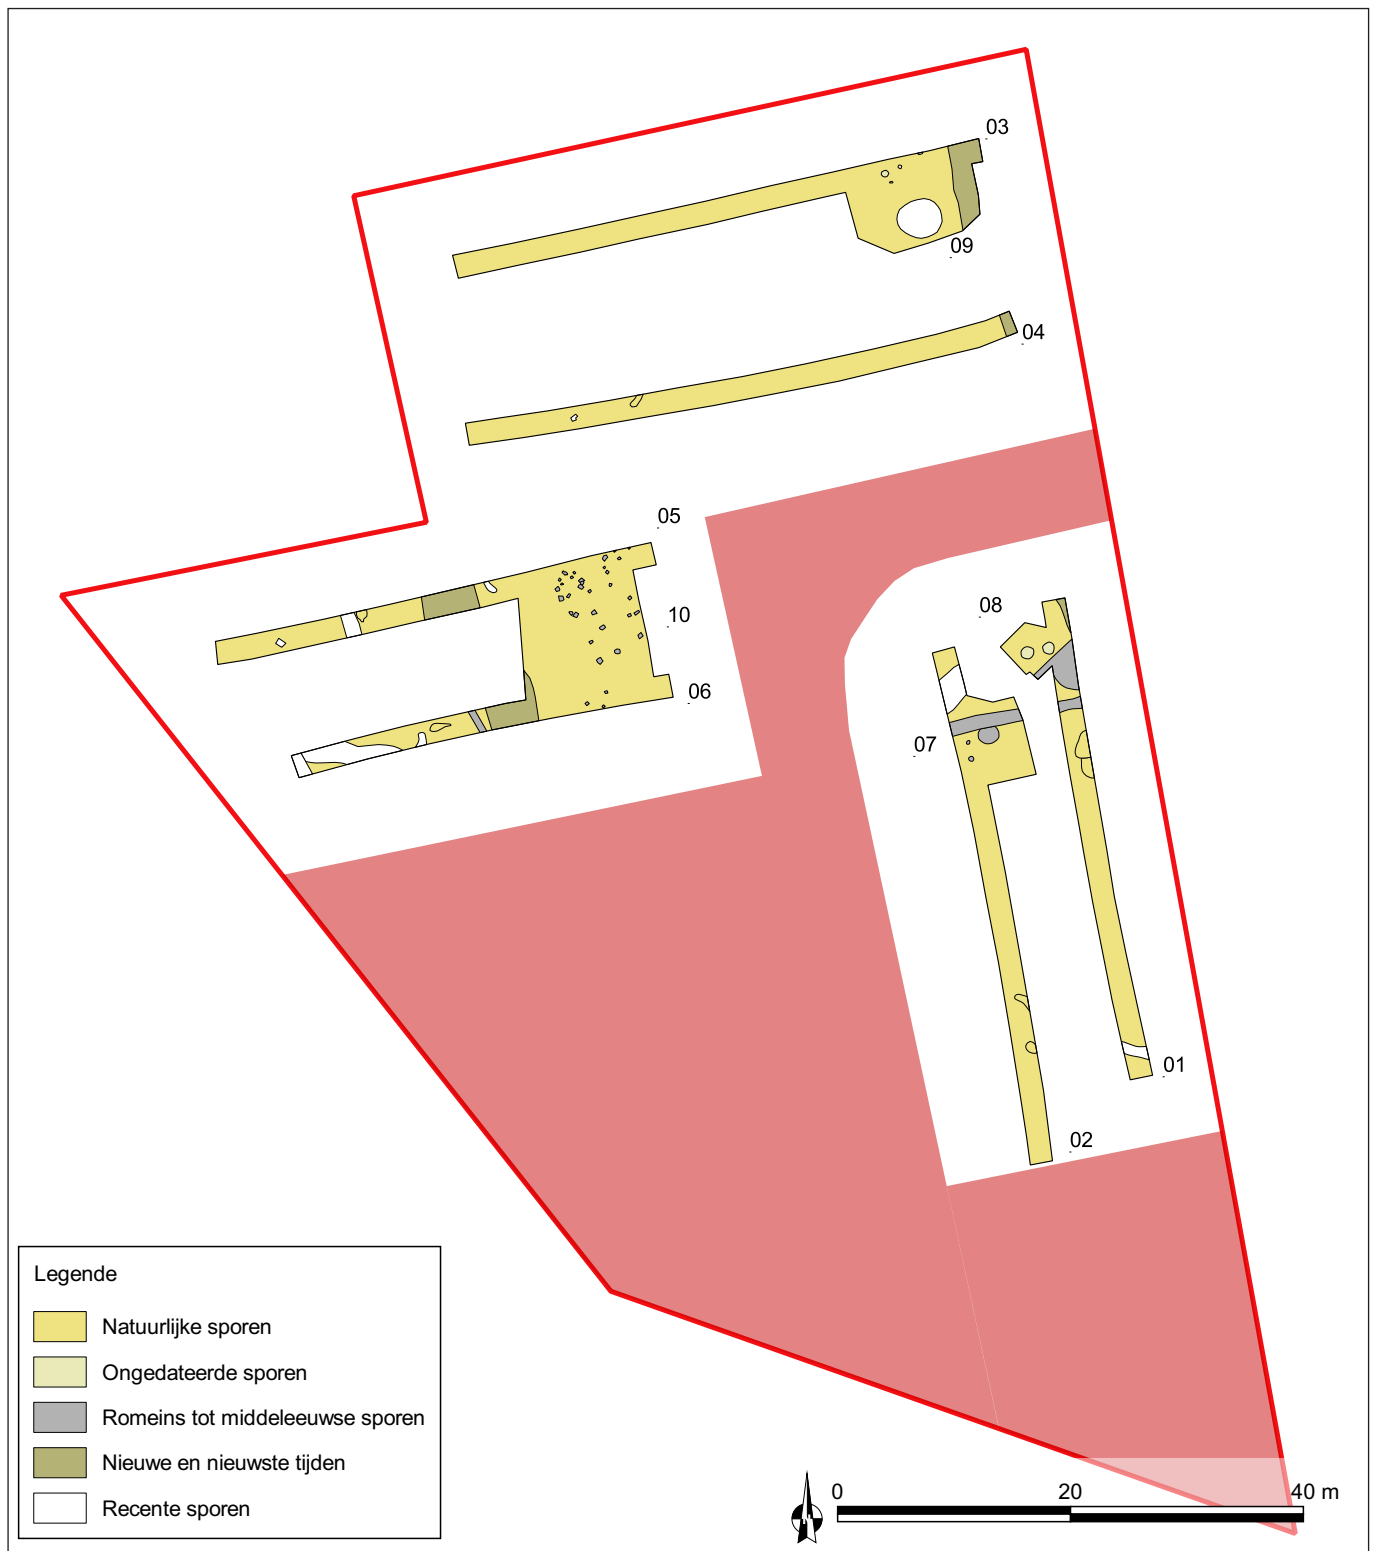 03
09
04
05
10
06
08
07
01
02
Legende
Natuurlijke sporen
Ongedateerde sporen
Romeins tot middeleeuwse sporen
Nieuwe en nieuwste tijden
Recente sporen
0 20 40 m